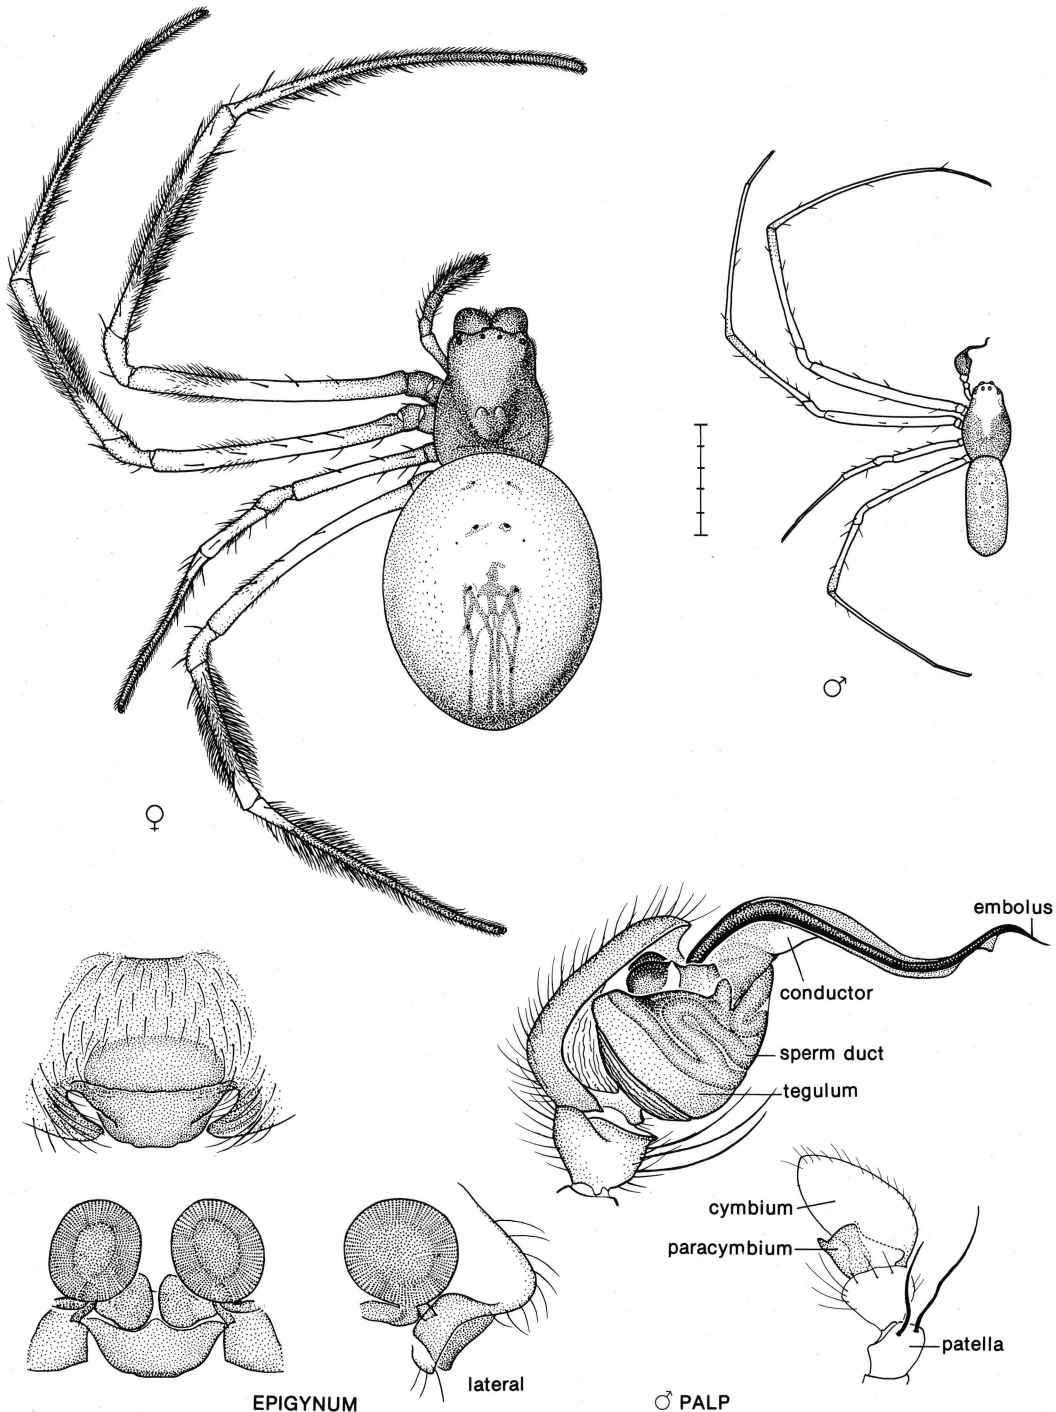 ♂
♀
embolus
conductor
sperm duct
tegulum
cymbium
paracymbium
patella
lateral
EPIGYNUM
♂ PALP